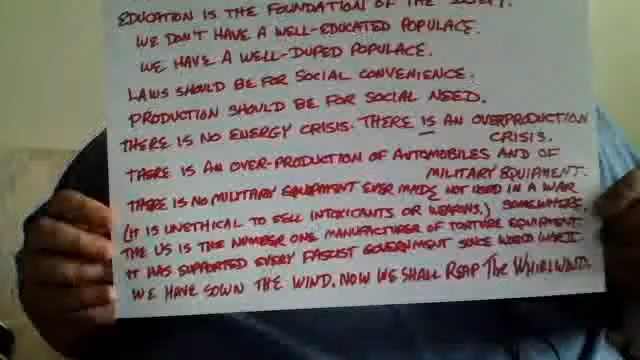 EDUCATION IS THE FOUNDATION OF THE SOCIETY.
WE DON'T HAVE A WELL-EDUCATED POPULACE.
WE HAVE A WELL-DUPED POPULACE.
LAWS SHOULD BE FOR SOCIAL CONVENIENCE.
PRODUCTION SHOULD BE FOR SOCIAL NEED.
THERE IS NO ENERGY CRISIS. THERE IS AN OVERPRODUCTION
CRISIS.
THERE IS AN OVER-PRODUCTION OF AUTOMOBILES AND OF
MILITARY EQUIPMENT.
THERE IS NO MILITARY EQUIPMENT EVER MADE NOT USED IN A WAR
SOMEWHERE.
(IT IS UNETHICAL TO SELL INTOXICANTS OR WEAPONS.)
THE US IS THE NUMBER ONE MANUFACTURER OF TORTURE EQUIPMENT.
IT HAS SUPPORTED EVERY FASCIST GOVERNMENT SINCE WORLD WAR II.
WE HAVE SOWN THE WIND. NOW WE SHALL REAP THE WHIRLWIND.